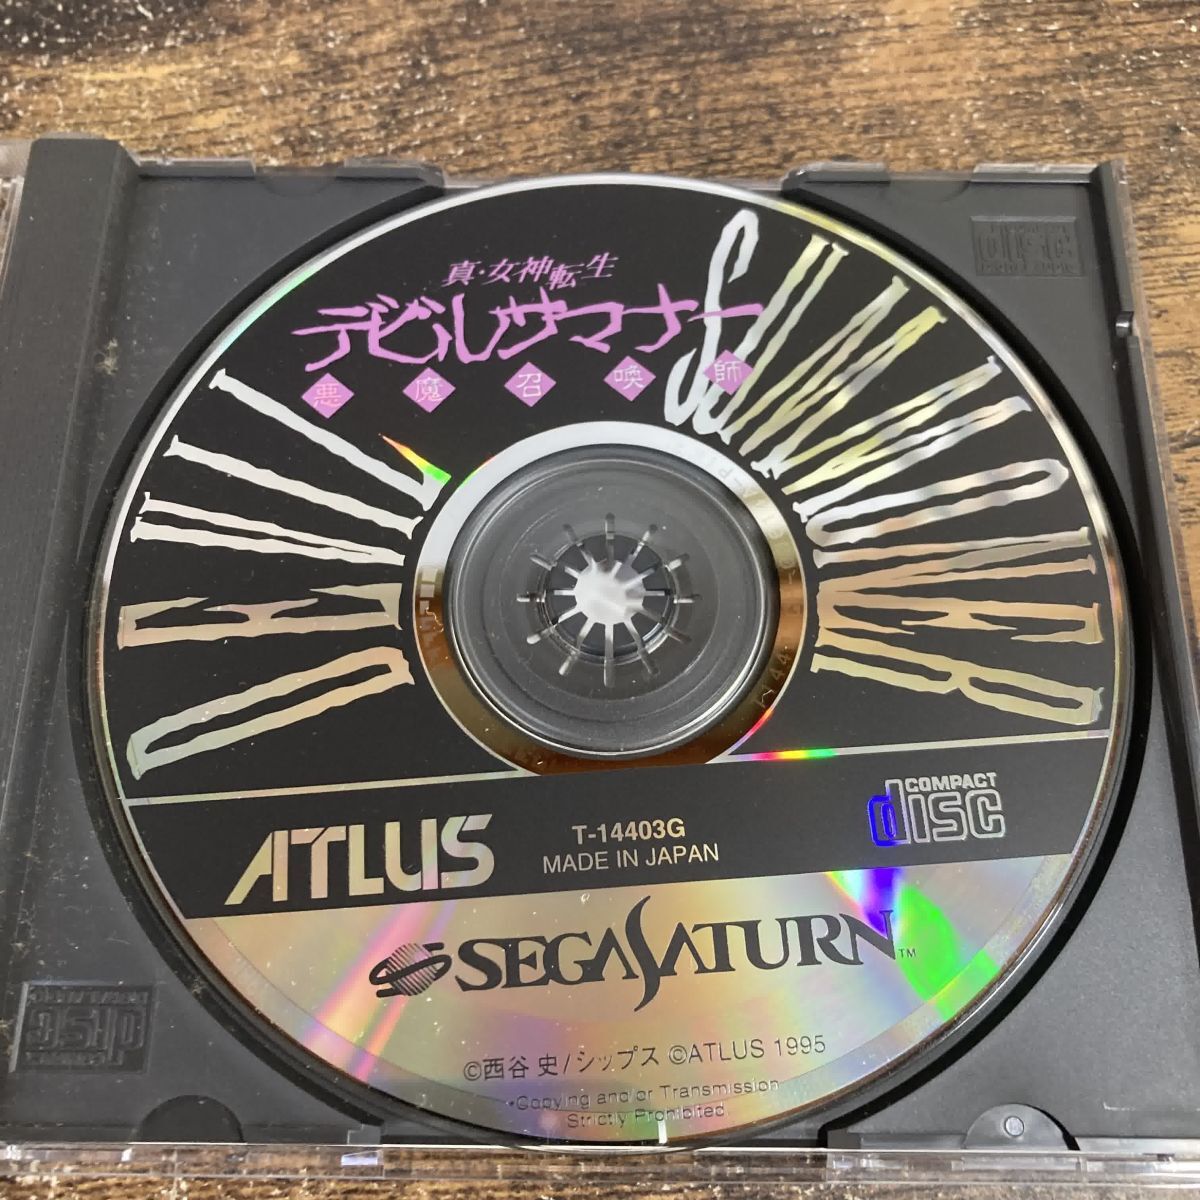 真・女神転生
デビルサマナー
悪魔召喚師
DEVIL SUMMONER
ATLUS
T-14403G
MADE IN JAPAN
COMPACT
disc
SEGA SATURN™
©西谷 史/シップス ©ATLUS 1995
•Copying and/or Transmission
Strictly Prohibited.